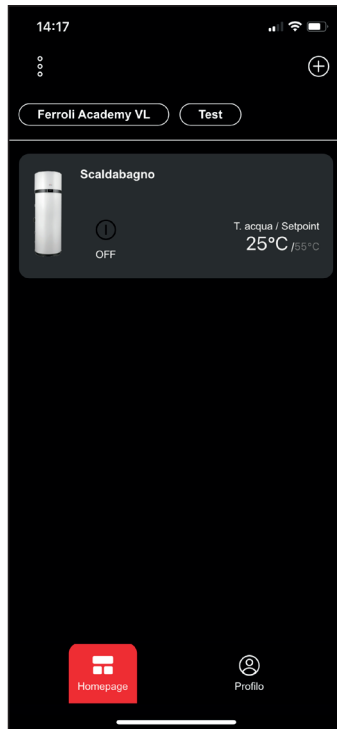 14:17
Ferroli Academy VL
Test
Scaldabagno
T. acqua / Setpoint
OFF
25°C /55°C
Homepage
Profilo